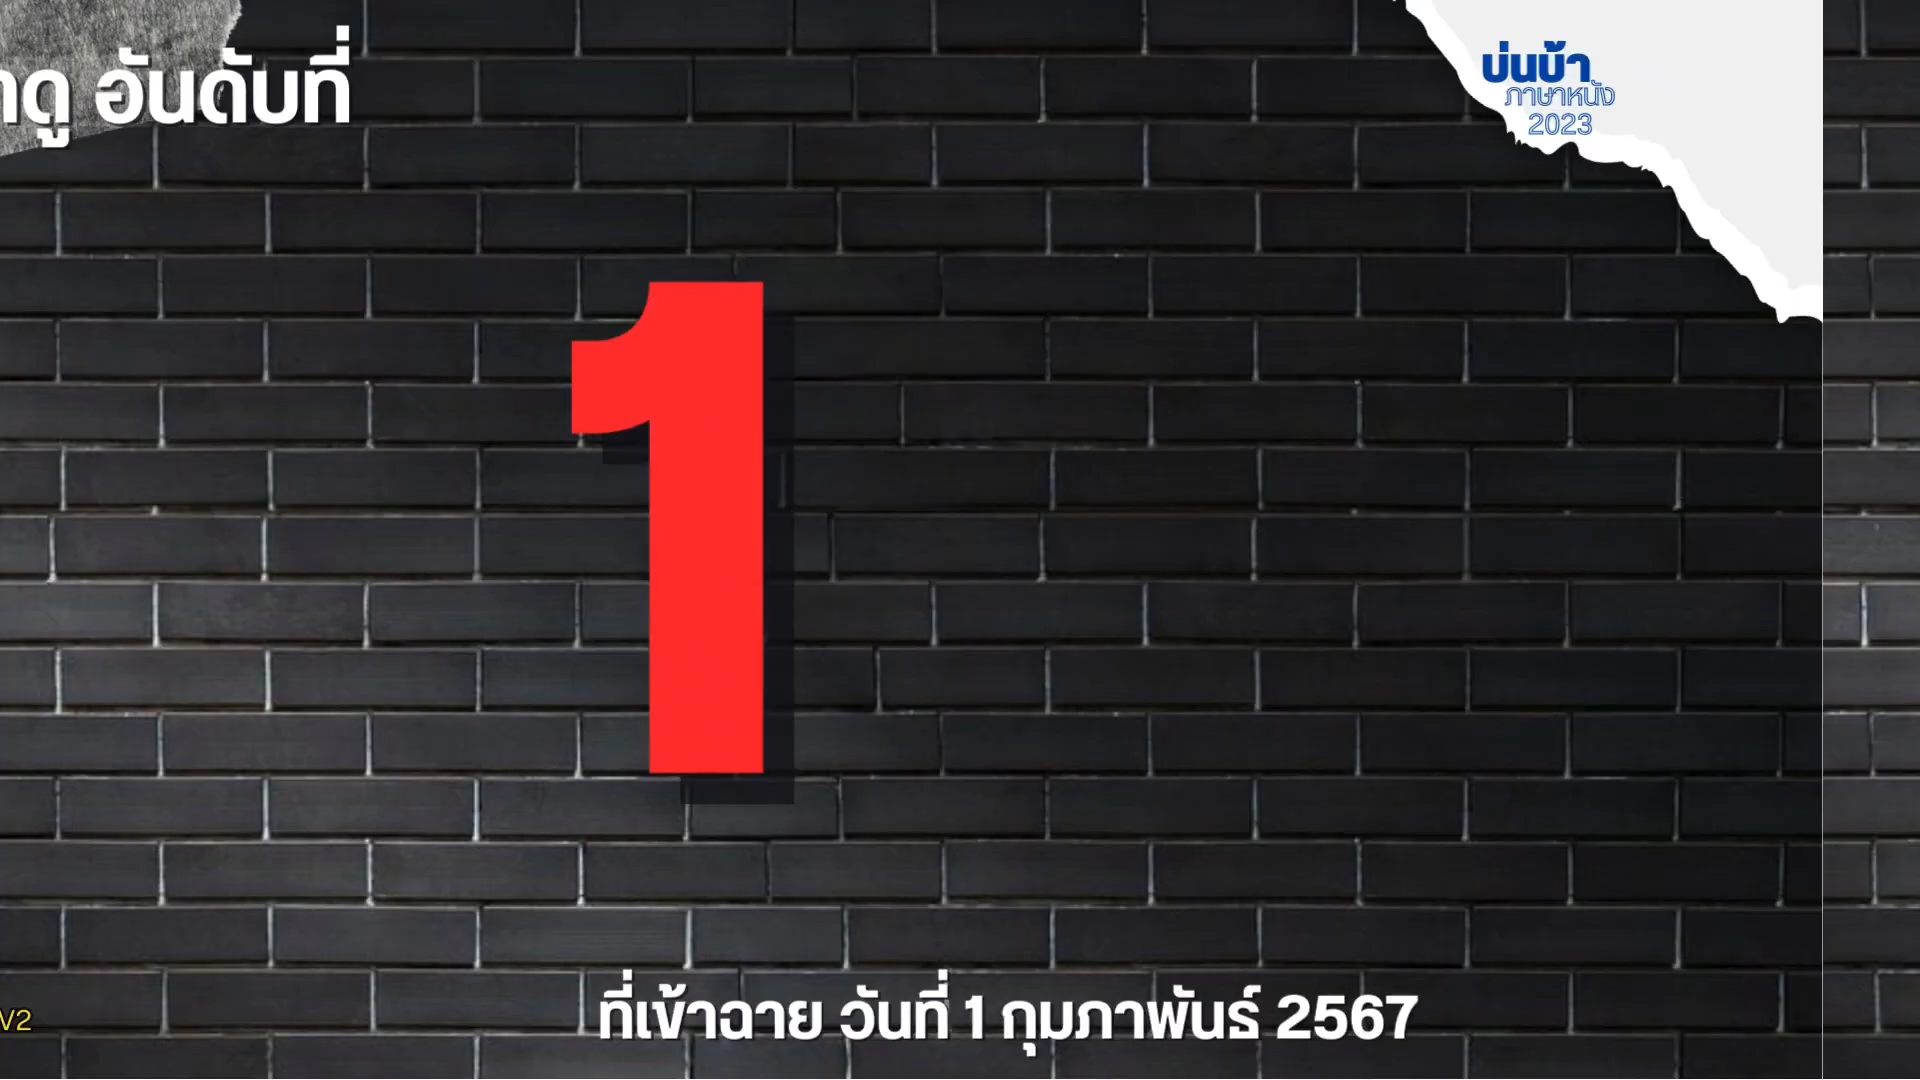 ดู อันดับที่
บ่นบ้า
ภาษาหนัง
2023
1
ที่เข้าฉาย วันที่ 1 กุมภาพันธ์ 2567
V2